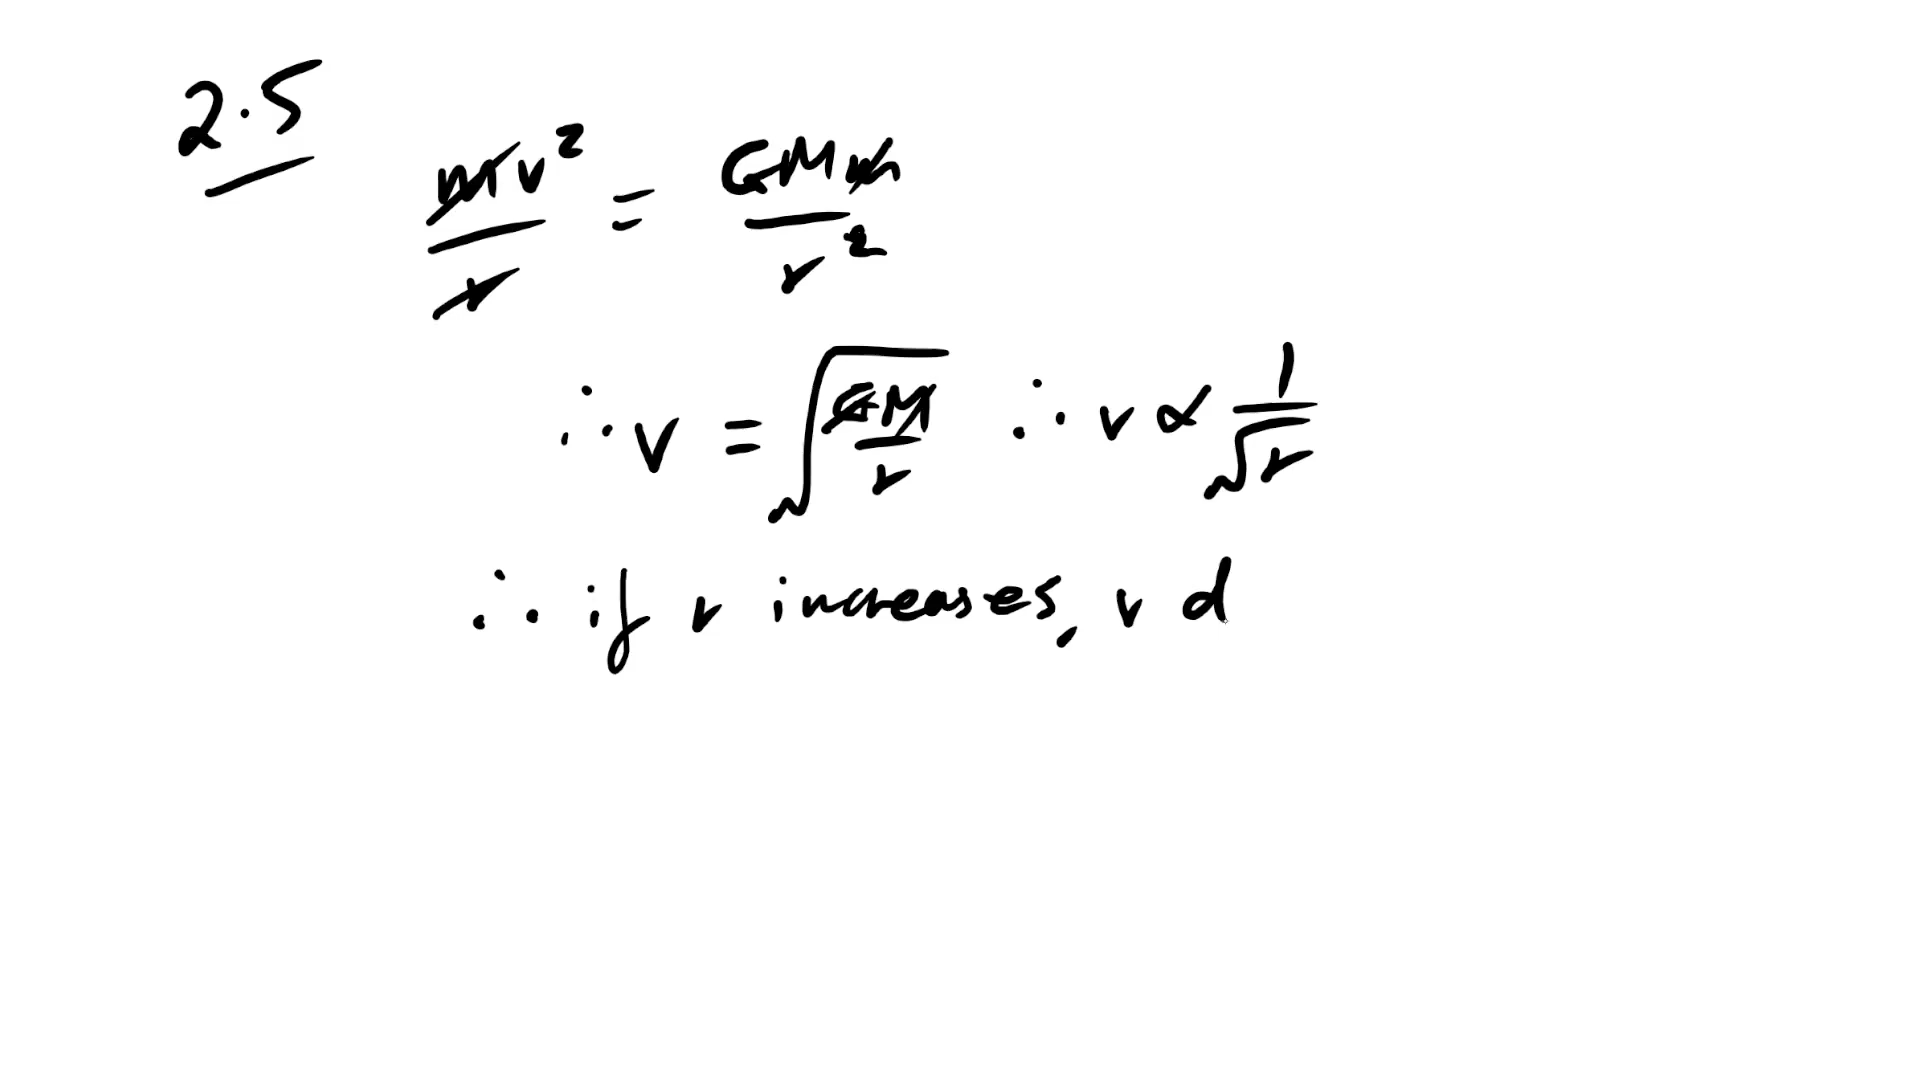 2.5
mv²/r = GMm/r²
∴ v = √(GM/r) ∴ v ∝ 1/√r
∴ if r increases, v d